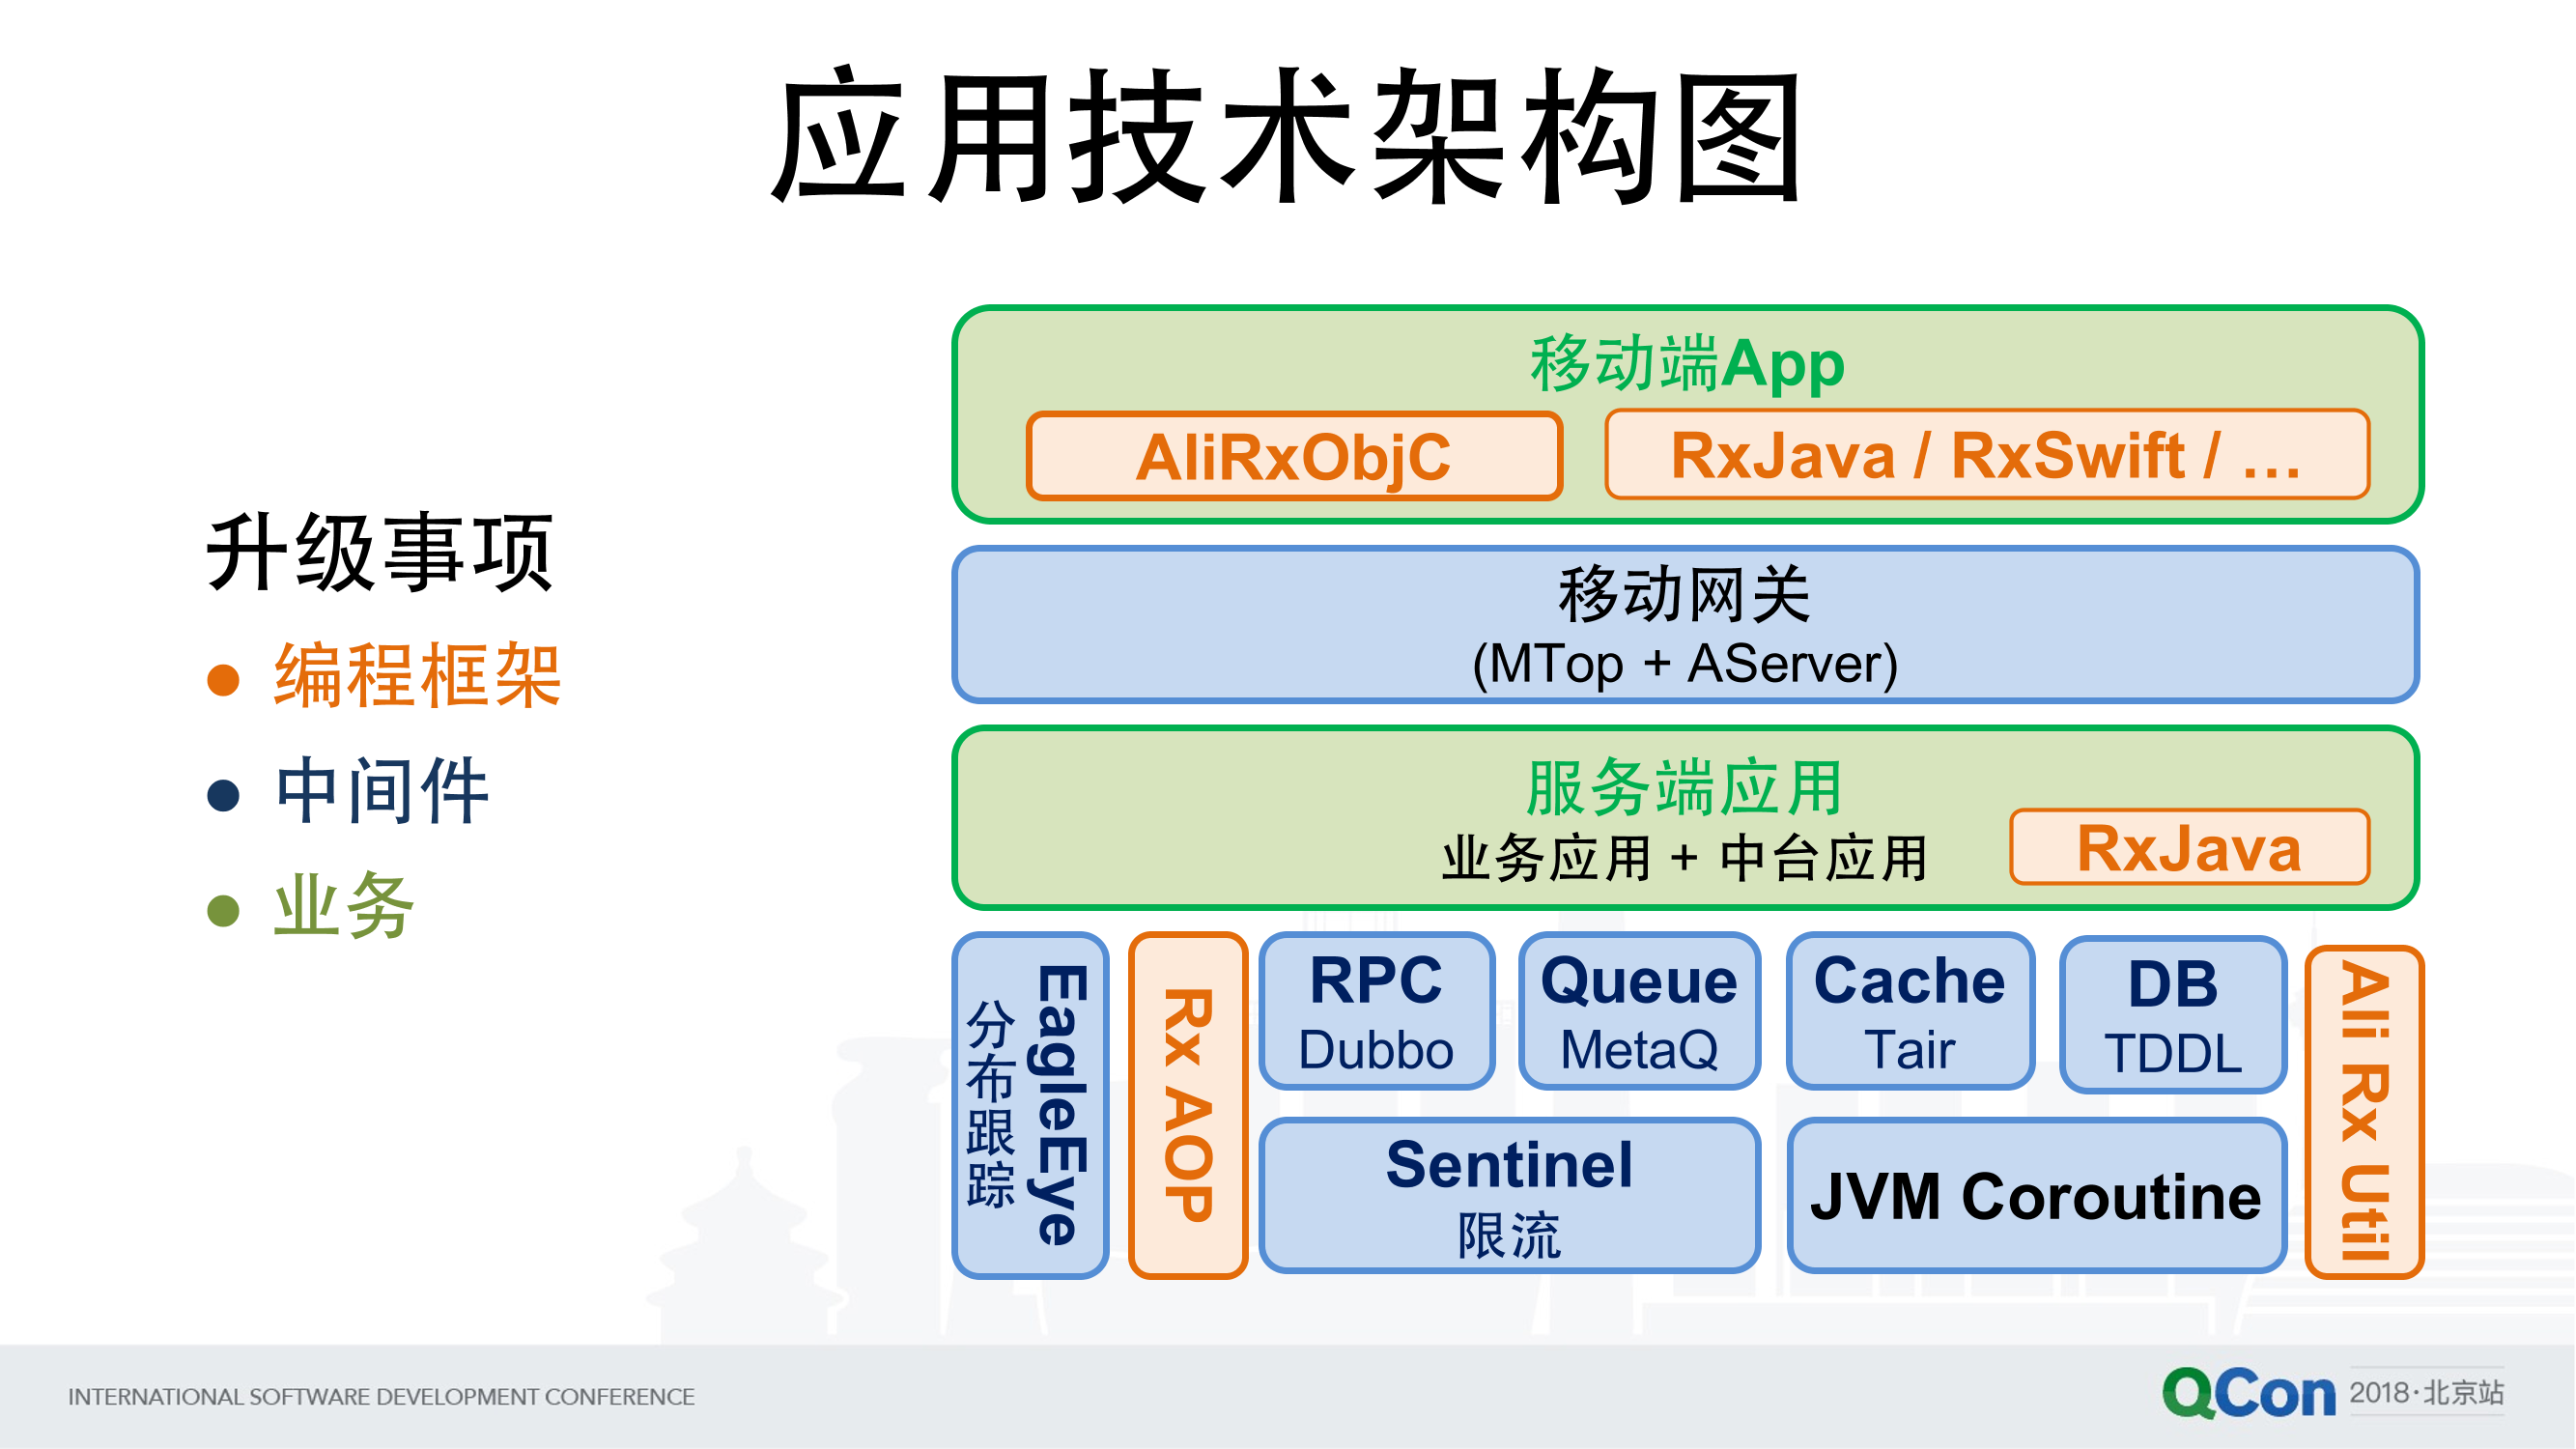 应用技术架构图
升级事项
● 编程框架
● 中间件
● 业务
移动端App
AliRxObjC
RxJava / RxSwift / ...
移动网关
(MTop + AServer)
服务端应用
业务应用 + 中台应用
RxJava
EagleEye
分布跟踪
Rx AOP
RPC
Dubbo
Queue
MetaQ
Cache
Tair
DB
TDDL
Sentinel
限流
JVM Coroutine
Ali Rx Util
INTERNATIONAL SOFTWARE DEVELOPMENT CONFERENCE
QCon 2018·北京站